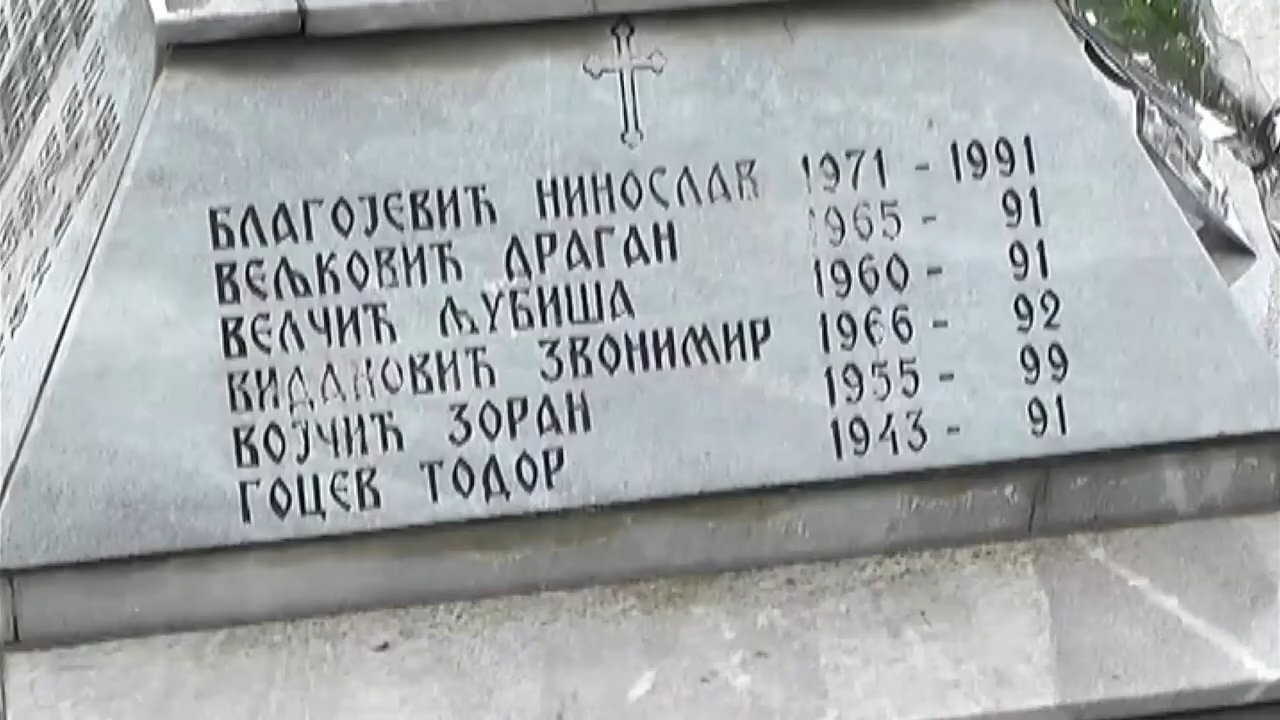 БЛАГОЈЕВИЋ НИНОСЛАВ 1971 - 1991
ВЕЉКОВИЋ ДРАГАН 1965 - 91
ВЕЛЧИЋ ЉУБИША 1960 - 91
ВИДАНОВИЋ ЗВОНИМИР 1966 - 92
ВОЈЧИЋ ЗОРАН 1955 - 99
ГОЦЕВ ТОДОР 1943 - 91